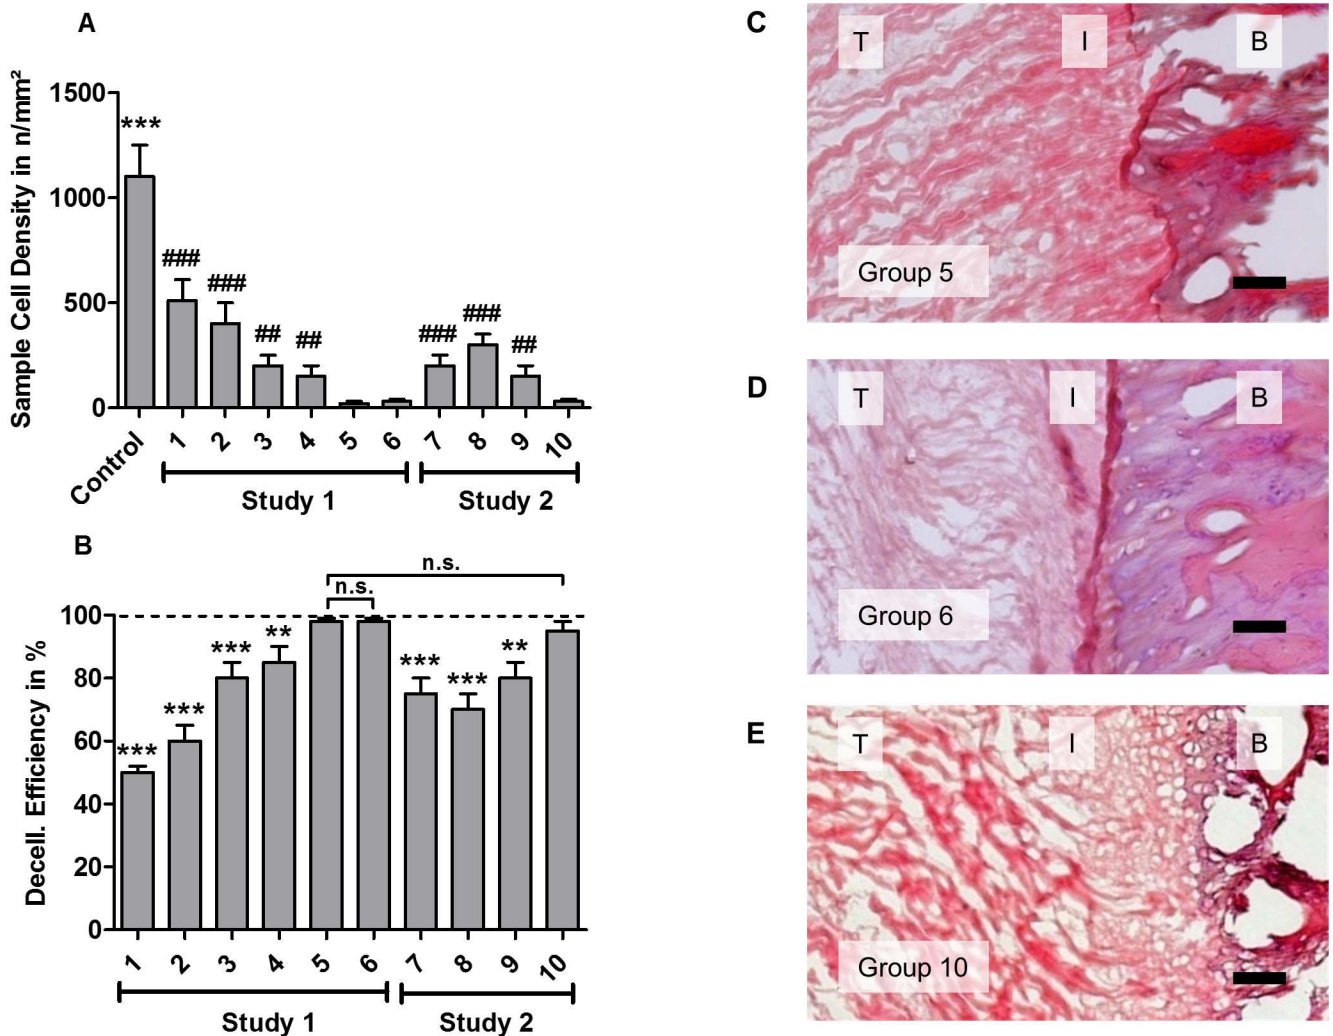 A
Sample Cell Density in n/mm²
1500
1000
500
0
***
###
###
##
##
###
###
##
Control 1 2 3 4 5 6 7 8 9 10
Study 1 Study 2
B
Decell. Efficiency in %
100
80
60
40
20
0
n.s.
n.s.
***
***
***
**
***
***
**
1 2 3 4 5 6 7 8 9 10
Study 1 Study 2
C
T I B
Group 5
D
T I B
Group 6
E
T I B
Group 10